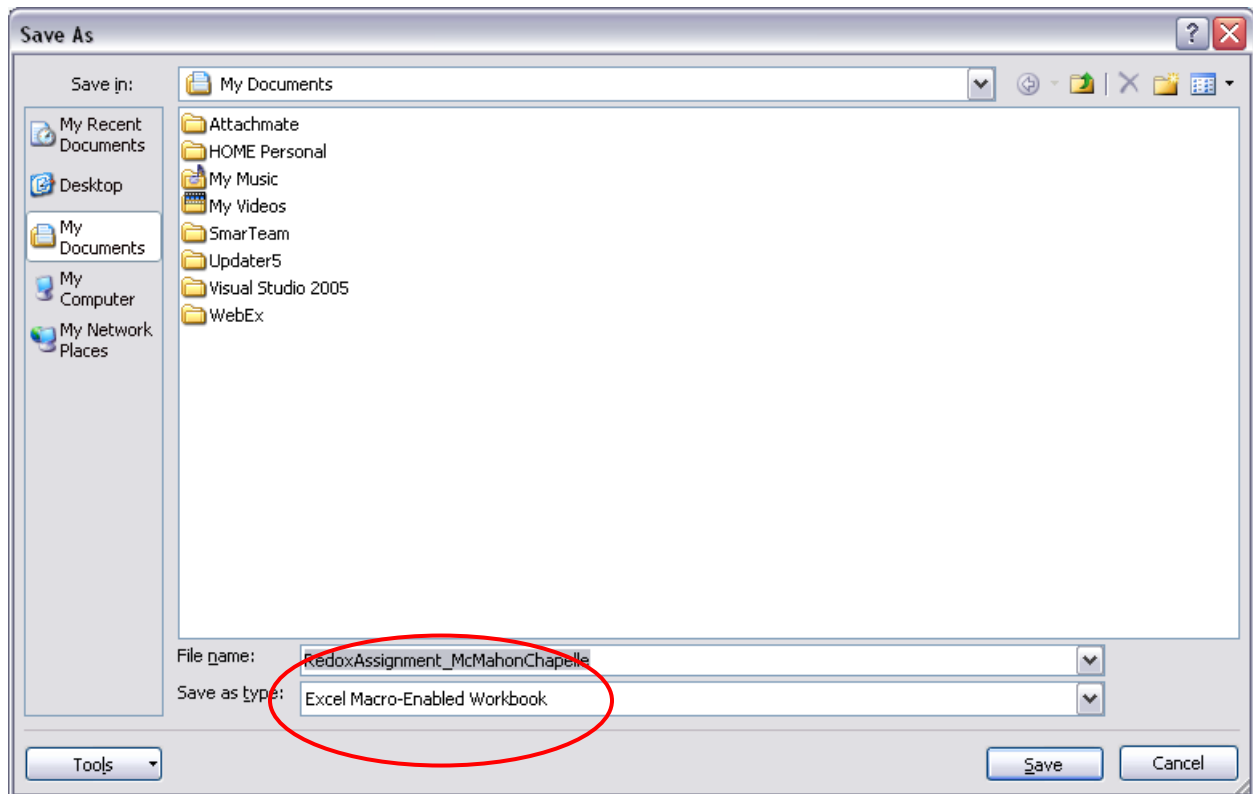 Save As
Save in:
My Documents
My Recent
Documents
Desktop
My
Documents
My
Computer
My Network
Places
Attachmate
HOME Personal
My Music
My Videos
SmarTeam
Updater5
Visual Studio 2005
WebEx
File name:
RedoxAssignment_McMahonChapelle
Save as type:
Excel Macro-Enabled Workbook
Tools
Save
Cancel